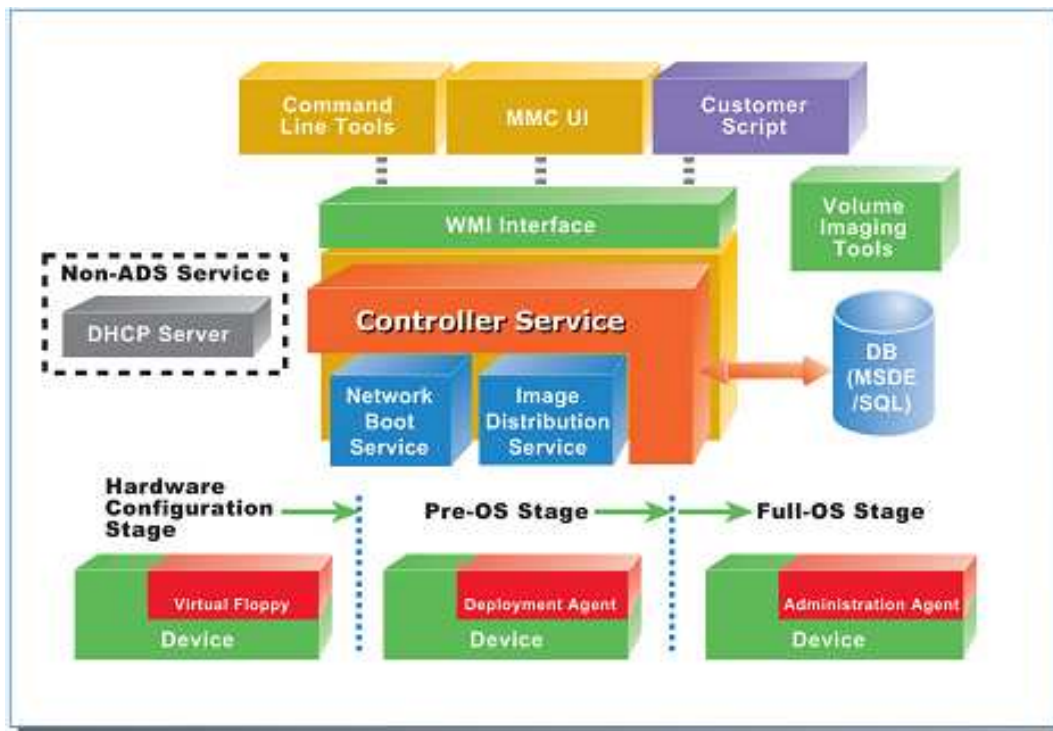 Command
Line Tools
MMC UI
Customer
Script
WMI Interface
Volume
Imaging
Tools
Non-ADS Service
DHCP Server
Controller Service
Network
Boot
Service
Image
Distribution
Service
DB
(MSDE
/SQL)
Hardware
Configuration
Stage
Pre-OS Stage
Full-OS Stage
Virtual Floppy
Device
Deployment Agent
Device
Administration Agent
Device